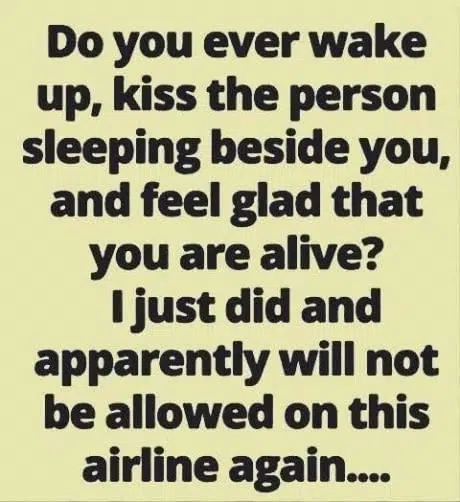 Do you ever wake
up, kiss the person
sleeping beside you,
and feel glad that
you are alive?
I just did and
apparently will not
be allowed on this
airline again....